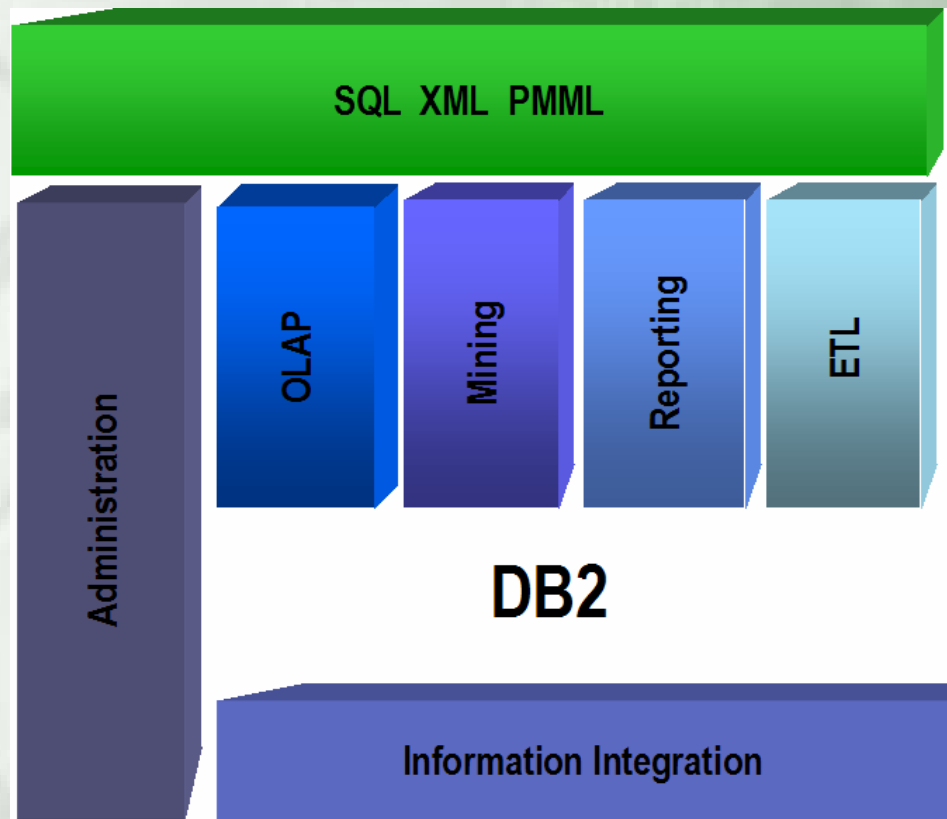 SQL XML PMML
Administration
OLAP
Mining
Reporting
ETL
DB2
Information Integration